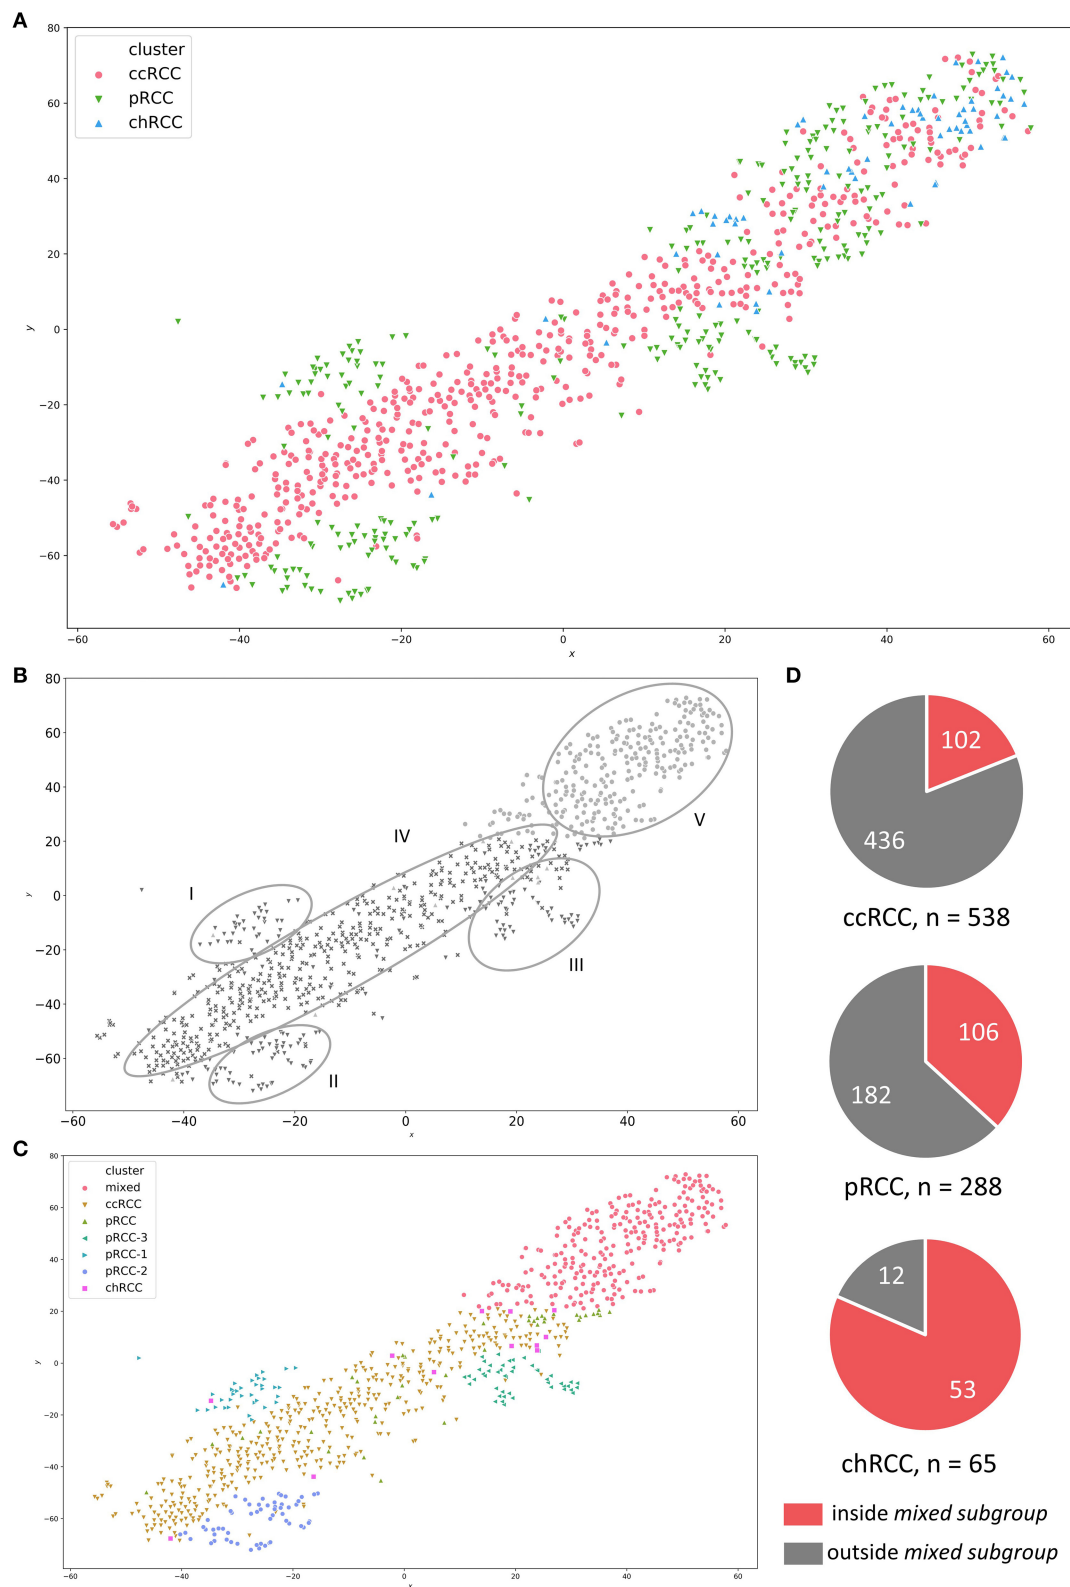 A
80
60
40
20
0
−20
−40
−60
y
−60
−40
−20
0
20
40
60
x
cluster
ccRCC
pRCC
chRCC
B
80
60
40
20
0
−20
−40
−60
y
−60
−40
−20
0
20
40
60
x
I
II
III
IV
V
C
80
60
40
20
0
−20
−40
−60
y
−60
−40
−20
0
20
40
60
x
cluster
mixed
ccRCC
pRCC
pRCC-3
pRCC-1
pRCC-2
chRCC
D
102
436
ccRCC, n = 538
106
182
pRCC, n = 288
12
53
chRCC, n = 65
inside mixed subgroup
outside mixed subgroup